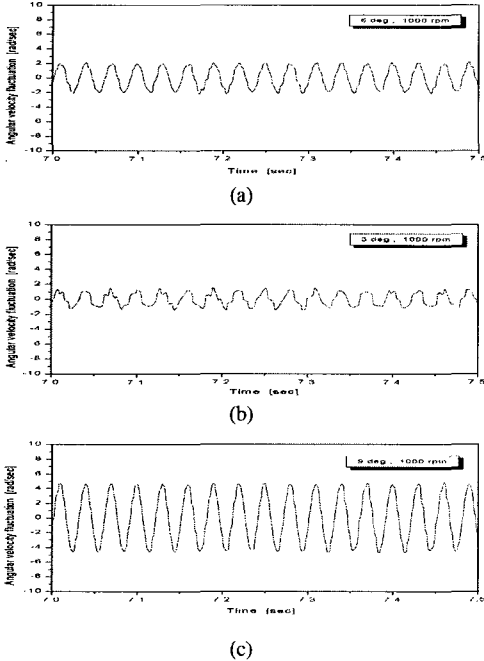 10
8
6
4
2
0
-2
-4
-6
-8
-10
Angular velocity fluctuation [rad/sec]
6 deg , 1000 rpm
7.0 7.1 7.2 7.3 7.4 7.5
Time [sec]
(a)
10
8
6
4
2
0
-2
-4
-6
-8
-10
Angular velocity fluctuation [rad/sec]
3 deg , 1000 rpm
7.0 7.1 7.2 7.3 7.4 7.5
Time [sec]
(b)
10
8
6
4
2
0
-2
-4
-6
-8
-10
Angular velocity fluctuation [rad/sec]
9 deg , 1000 rpm
7.0 7.1 7.2 7.3 7.4 7.5
Time [sec]
(c)